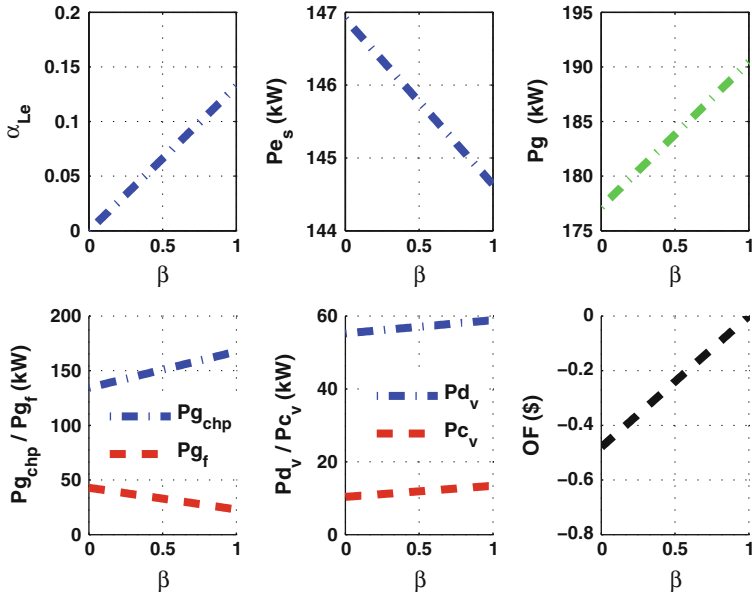 0.2
0.15
0.1
0.05
0
α_Le
0 0.5 1
β
147
146
145
144
Pe_s (kW)
0 0.5 1
β
195
190
185
180
175
Pg (kW)
0 0.5 1
β
200
150
100
50
0
Pg_chp / Pg_f (kW)
Pg_chp
Pg_f
0 0.5 1
β
60
40
20
0
Pd_v / Pc_v (kW)
Pd_v
Pc_v
0 0.5 1
β
0
−0.2
−0.4
−0.6
−0.8
OF ($)
0 0.5 1
β